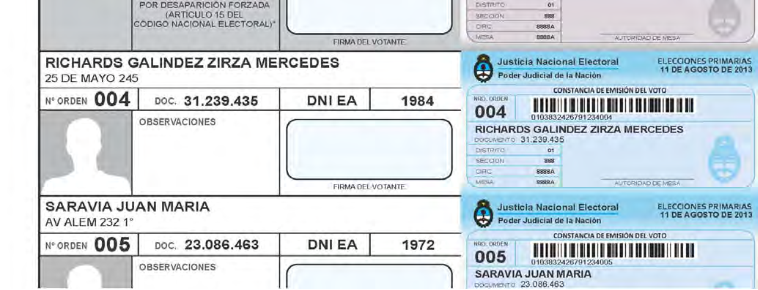 POR DESAPARICIÓN FORZADA
(ARTICULO 15 DEL
CÓDIGO NACIONAL ELECTORAL)"
FIRMA DEL VOTANTE
DISTRITO 01
SECCION 888
CIRC. 8888A
MESA 8888A
AUTORIDAD DE MESA
RICHARDS GALINDEZ ZIRZA MERCEDES
25 DE MAYO 245
Nº ORDEN 004 DOC. 31.239.435 DNI EA 1984
OBSERVACIONES
FIRMA DEL VOTANTE
Justicia Nacional Electoral
Poder Judicial de la Nación
ELECCIONES PRIMARIAS
11 DE AGOSTO DE 2013
CONSTANCIA DE EMISIÓN DEL VOTO
NRO. ORDEN
004
0103832426791234004
RICHARDS GALINDEZ ZIRZA MERCEDES
DOCUMENTO 31.239.435
DISTRITO 01
SECCION 888
CIRC. 8888A
MESA 8888A
AUTORIDAD DE MESA
SARAVIA JUAN MARIA
AV ALEM 232 1°
Nº ORDEN 005 DOC. 23.086.463 DNI EA 1972
OBSERVACIONES
Justicia Nacional Electoral
Poder Judicial de la Nación
ELECCIONES PRIMARIAS
11 DE AGOSTO DE 2013
CONSTANCIA DE EMISIÓN DEL VOTO
NRO. ORDEN
005
0103832426791234005
SARAVIA JUAN MARIA
DOCUMENTO 23.086.463